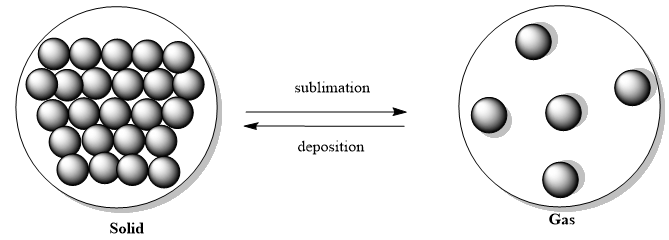 sublimation
deposition
Solid
Gas